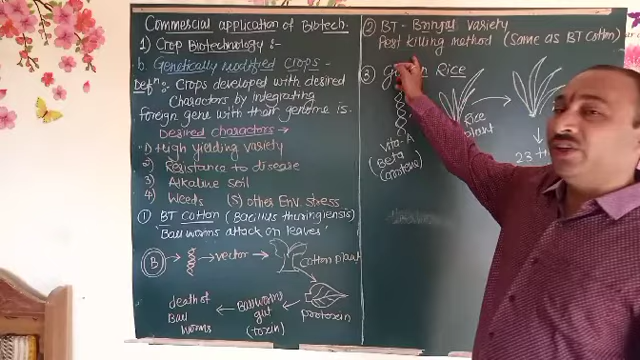 Commercial application of Biotech.
1) Crop Biotechnology :-
b. Genetically modified Crops -
Defn :- Crops developed with desired
Characters by integrating
foreign gene with their genome is.
Desired characters →
1) High yielding variety
2) Resistance to disease
3) Alkaline Soil
4) Weeds (5) other Env. stress
① BT cotton (Bacillus thuringiensis)
'Ball worms attack on leaves'
B → → vector → Cotton plant
protoxin
Ballworms gut (toxin)
death of Ball worms
② BT - Brinjal Variety
Pest killing method (Same as BT Cotton)
③ Rice
Vita-A
(Beta
Carotene)
Rice
plant
23